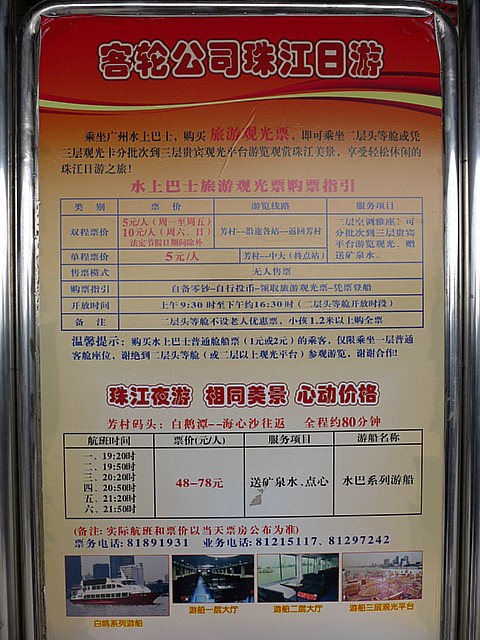 客轮公司珠江日游
乘坐广州水上巴士，购买 旅游观光票，即可乘坐二层头等舱或凭
三层观光卡分批次到三层贵宾观光平台游览观赏珠江美景，享受轻松休闲的
珠江日游之旅！
水上巴士旅游观光票购票指引
类 别 票 价 游览线路 服务项目
双程票价 5元/人（周一至周五） 10元/人（周六、日） 法定节假日期间除外 芳村--沿途各站--返回芳村 二层空调雅座；可分批次到三层贵宾平台游览观光、赠送矿泉水。
单程票价 5元/人 芳村--中大（终点站）
售票模式 无人售票
购票指引 自备零钞--自行投币--领取旅游观光票--凭票登船
开放时间 上午9:30时至下午约16:30时（二层头等舱开放时段）
备 注 二层头等舱不设老人优惠票，小孩1.2米以上购全票
温馨提示：购买水上巴士普通舱船票（1元或2元）的乘客，仅限乘坐一层普通
客舱座位，谢绝到二层头等舱（或二层以上观光平台）参观游览，谢谢合作!
珠江夜游 相同美景 心动价格
芳村码头：白鹅潭--海心沙往返 全程约80分钟
航班时间 票价(元/人) 服务项目 游船名称
一、19:20时
二、19:50时
三、20:20时
四、20:50时
五、21:20时
六、21:50时
48-78元 送矿泉水、点心 水巴系列游船
(备注：实际航班和票价以当天票房公布为准)
票务电话：81891931 业务电话：81215117、81297242
白鸥系列游船 游船一层大厅 游船二层大厅 游船三层观光平台